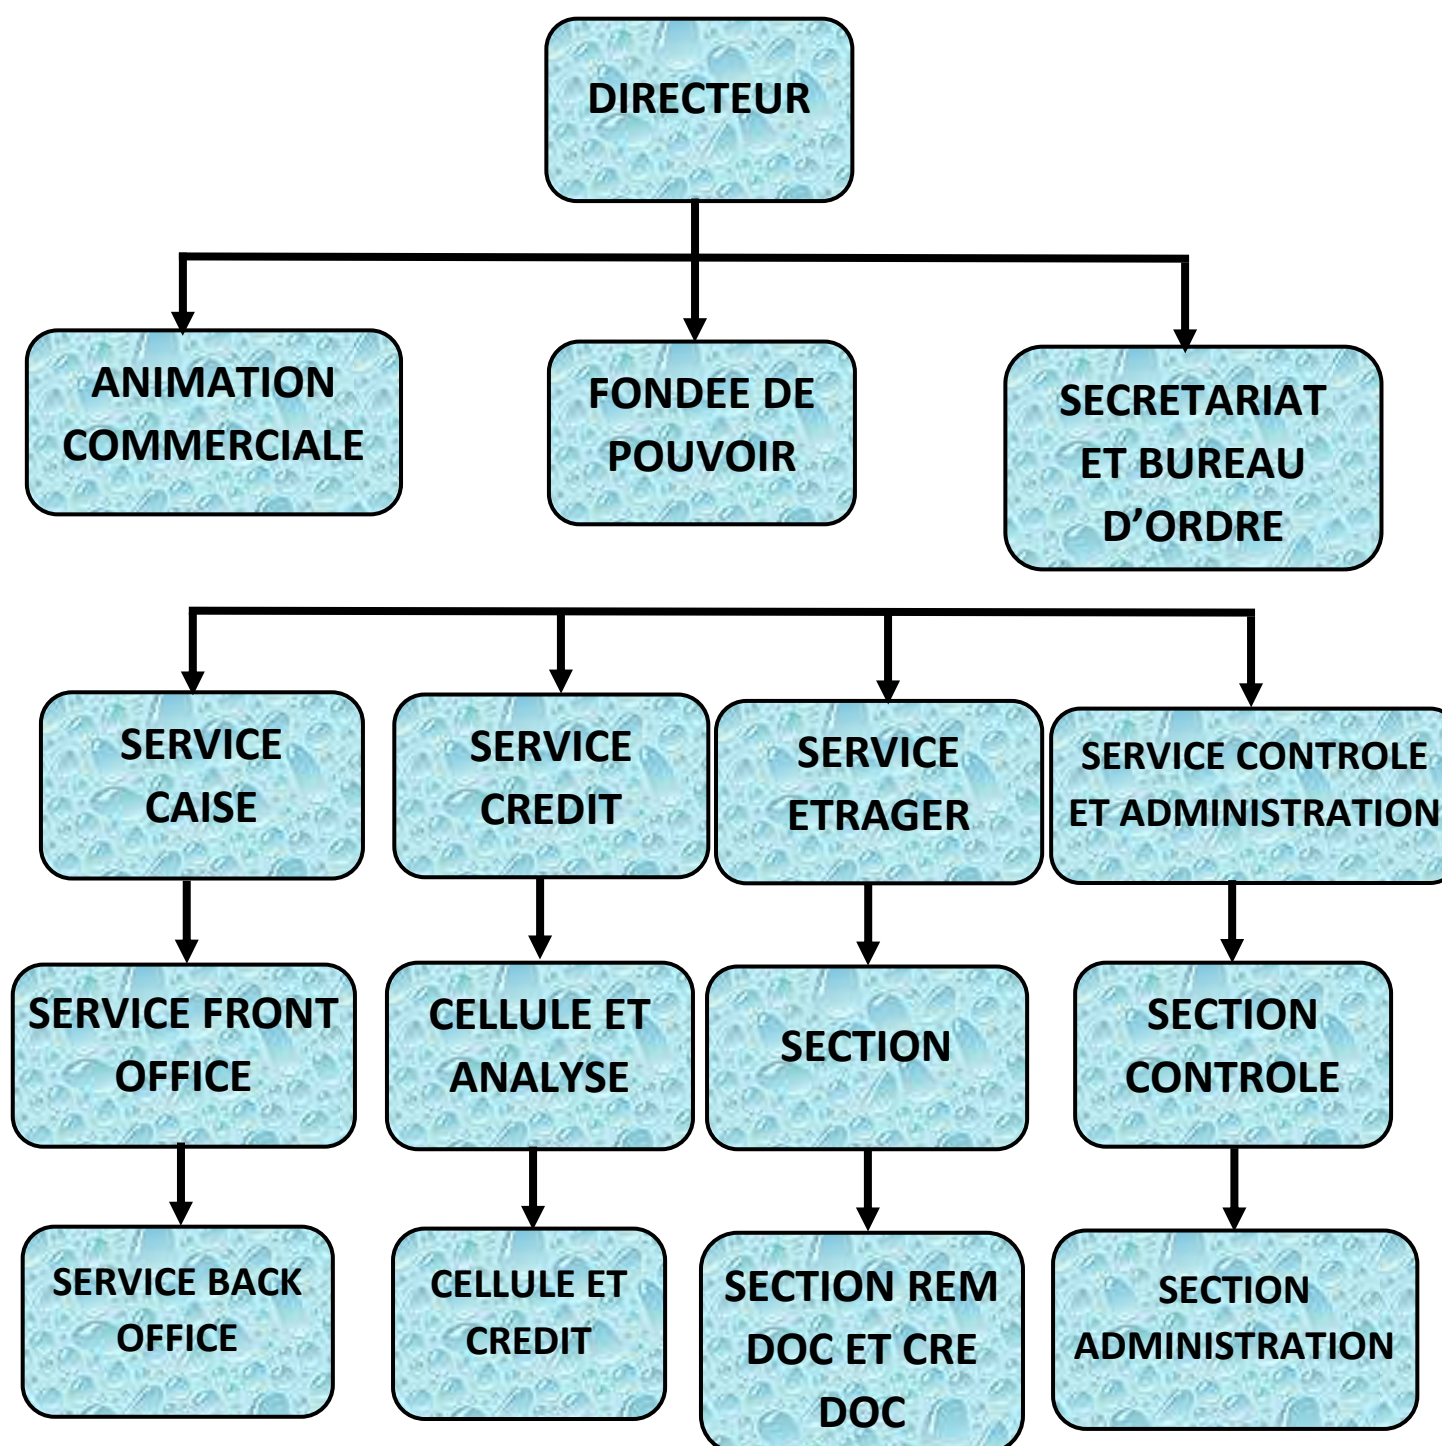 DIRECTEUR
ANIMATION
COMMERCIALE
FONDEE DE
POUVOIR
SECRETARIAT
ET BUREAU
D’ORDRE
SERVICE
CAISE
SERVICE
CREDIT
SERVICE
ETRAGER
SERVICE CONTROLE
ET ADMINISTRATION
SERVICE FRONT
OFFICE
CELLULE ET
ANALYSE
SECTION
SECTION
CONTROLE
SERVICE BACK
OFFICE
CELLULE ET
CREDIT
SECTION REM
DOC ET CRE
DOC
SECTION
ADMINISTRATION